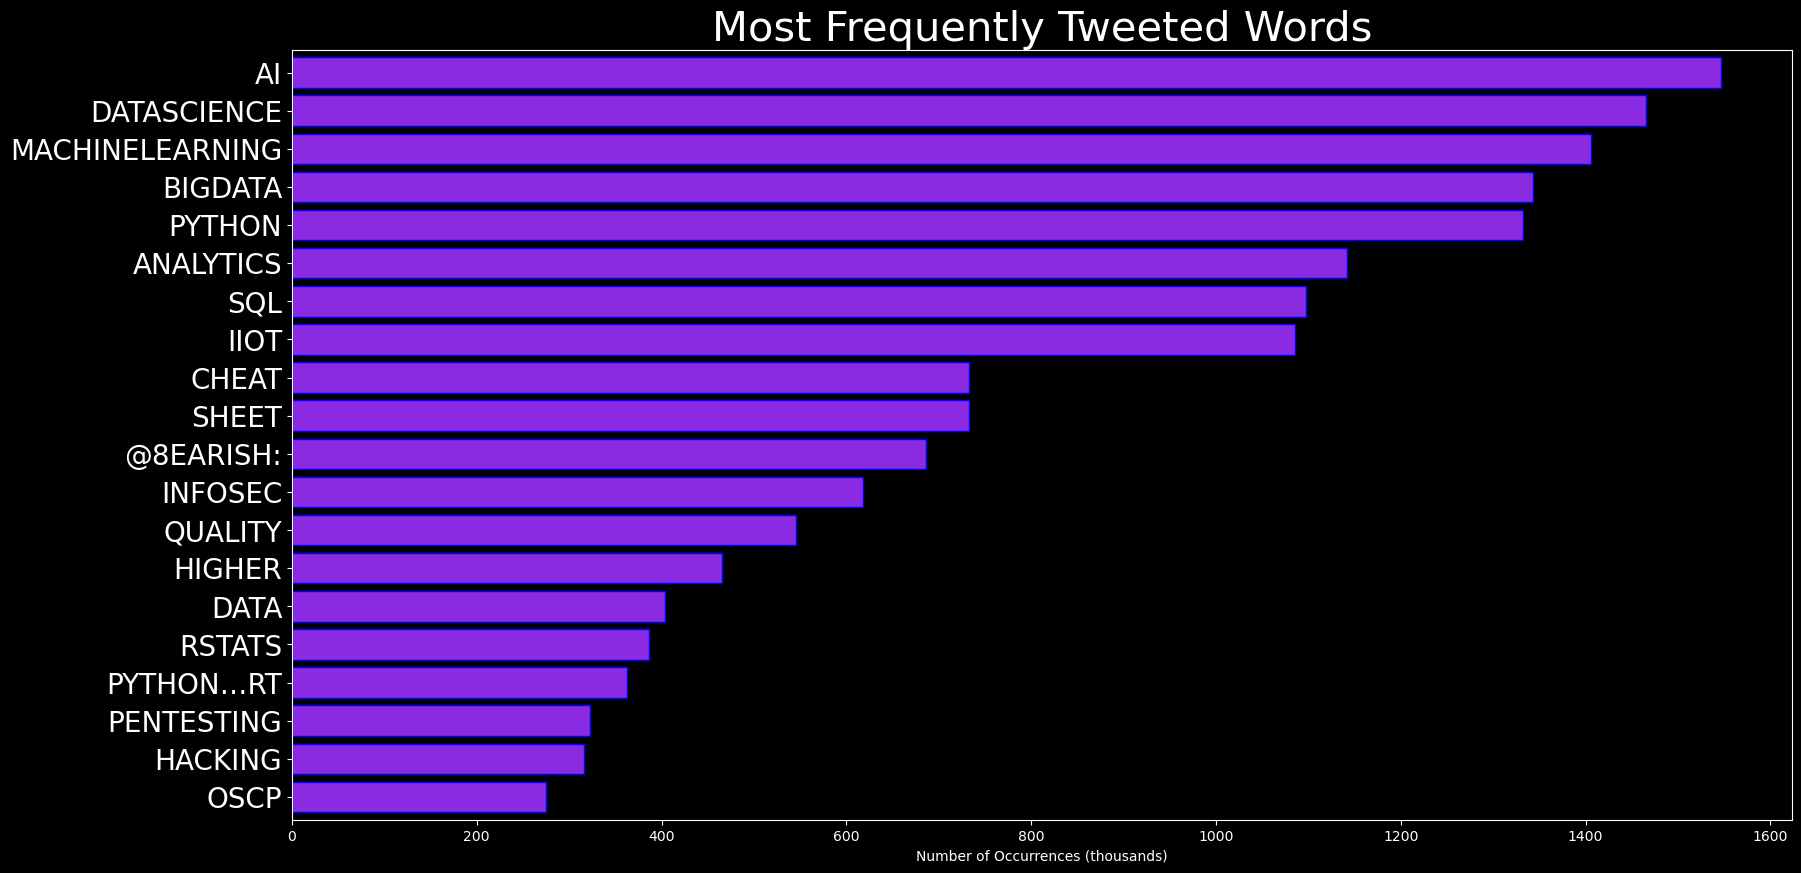 Most Frequently Tweeted Words
AI
DATASCIENCE
MACHINELEARNING
BIGDATA
PYTHON
ANALYTICS
SQL
IIOT
CHEAT
SHEET
@8EARISH:
INFOSEC
QUALITY
HIGHER
DATA
RSTATS
PYTHON…RT
PENTESTING
HACKING
OSCP
0 200 400 600 800 1000 1200 1400 1600
Number of Occurrences (thousands)